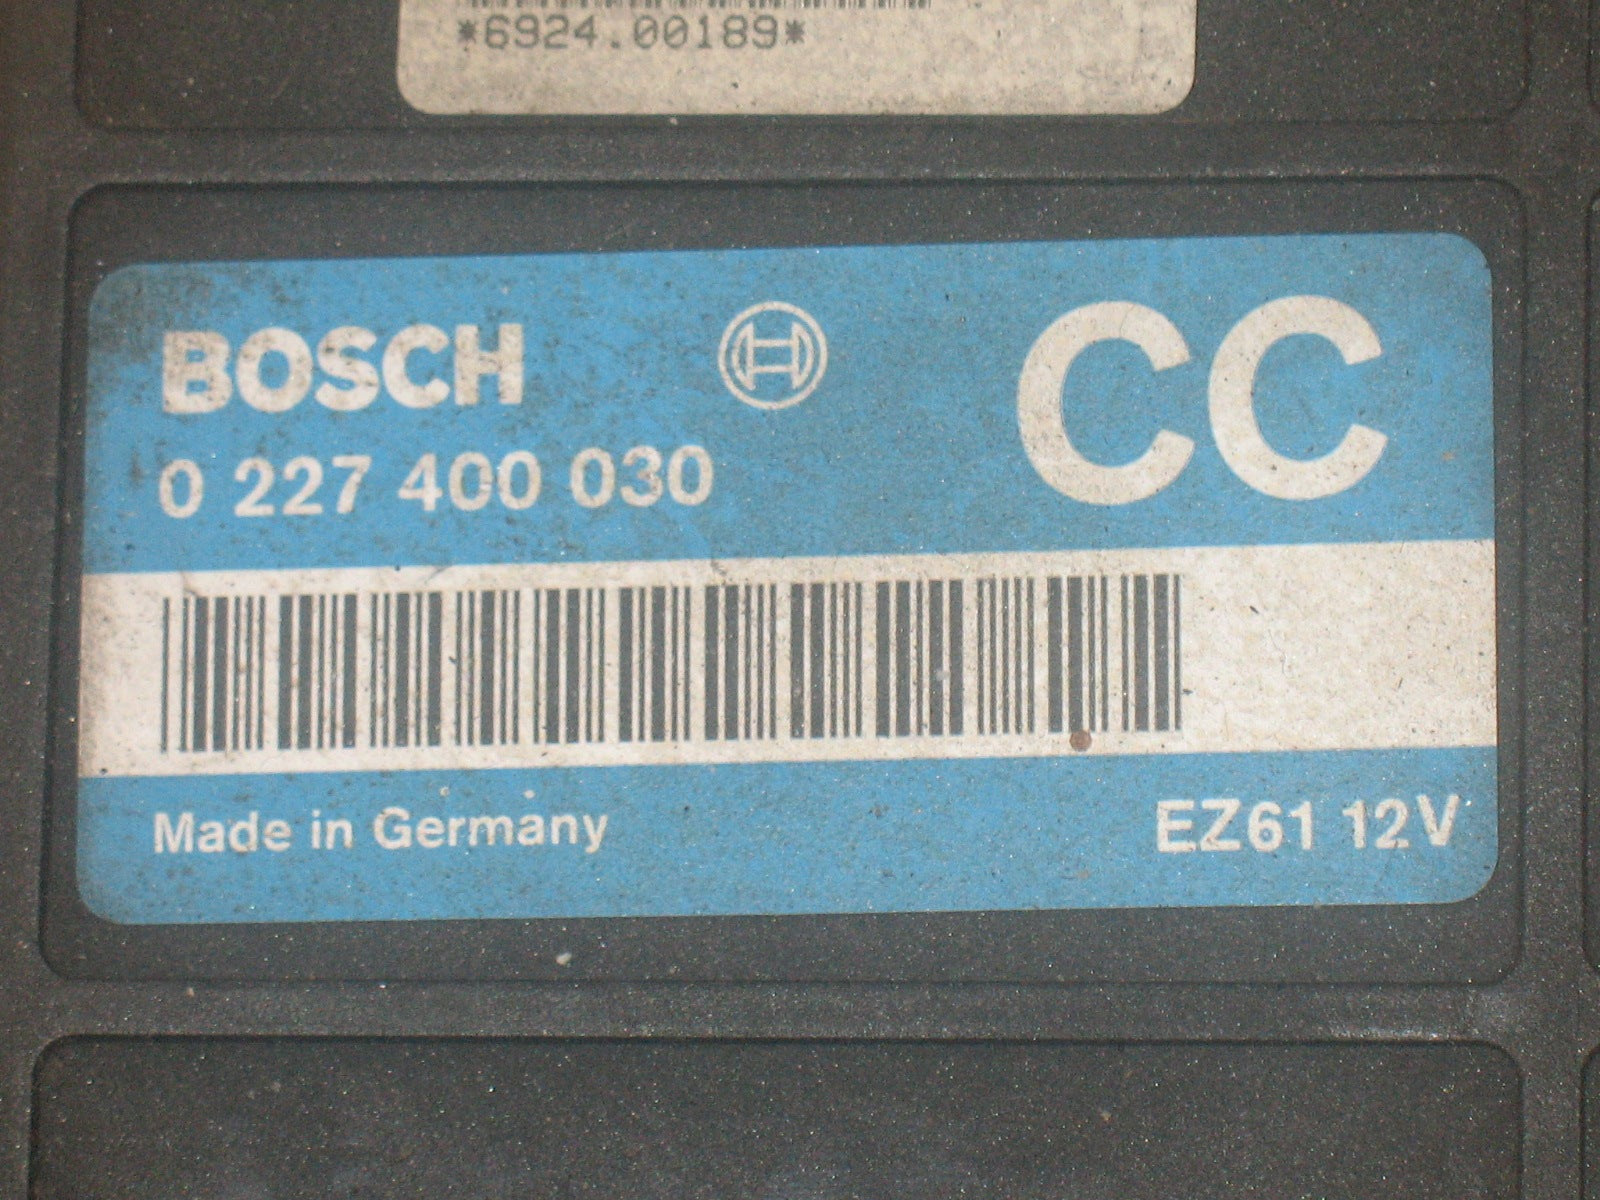 *6924.00189*
BOSCH
CC
0 227 400 030
Made in Germany
EZ61 12V